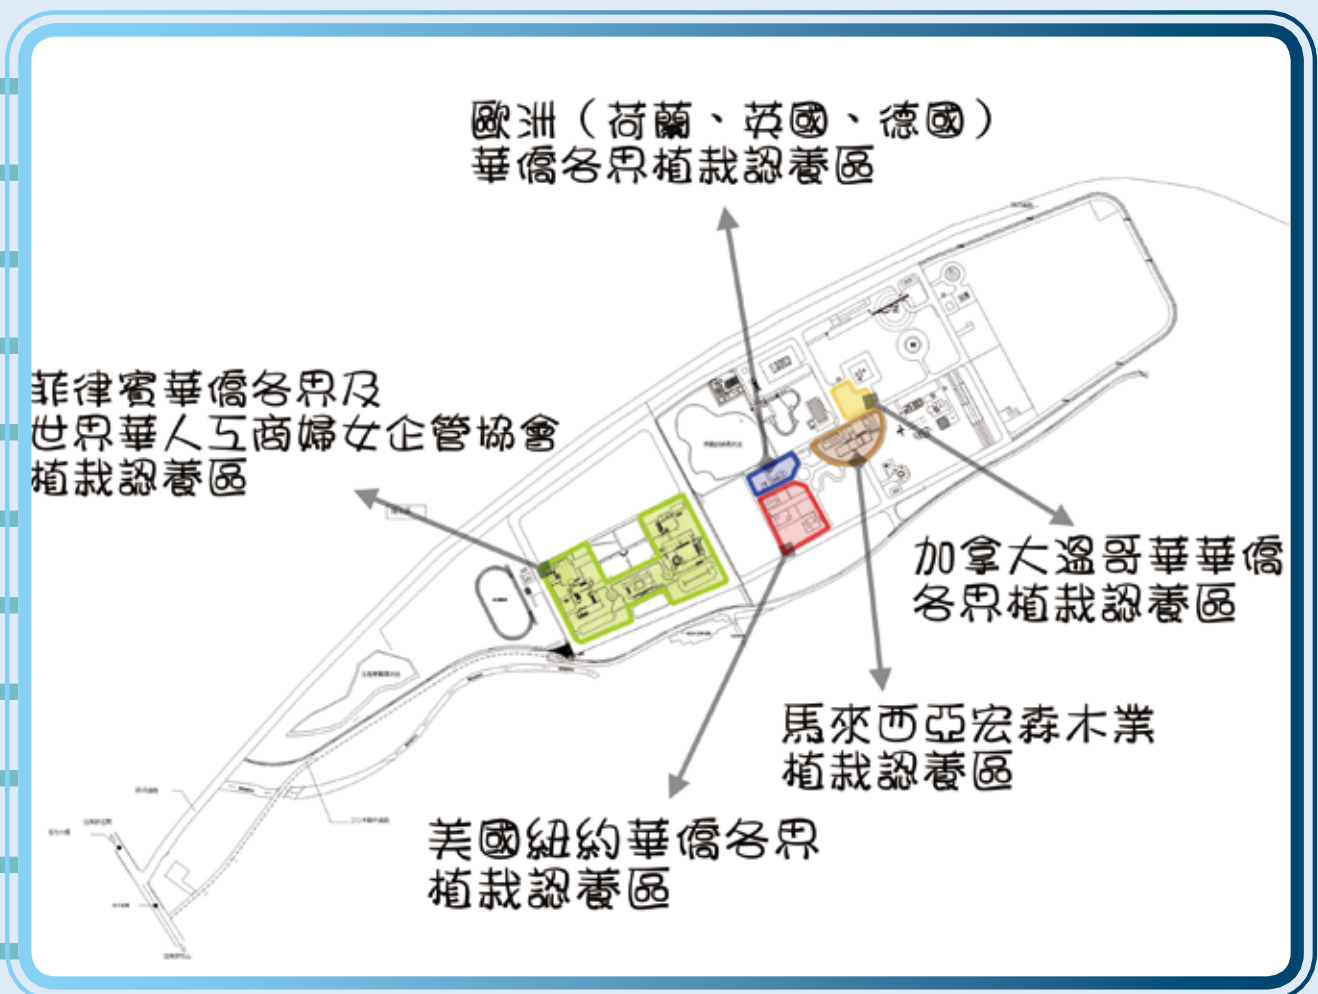 歐洲（荷蘭、英國、德國）
華僑各界植栽認養區
菲律賓華僑各界及
世界華人工商婦女企管協會
植栽認養區
加拿大溫哥華華僑
各界植栽認養區
馬來西亞宏森木業
植栽認養區
美國紐約華僑各界
植栽認養區